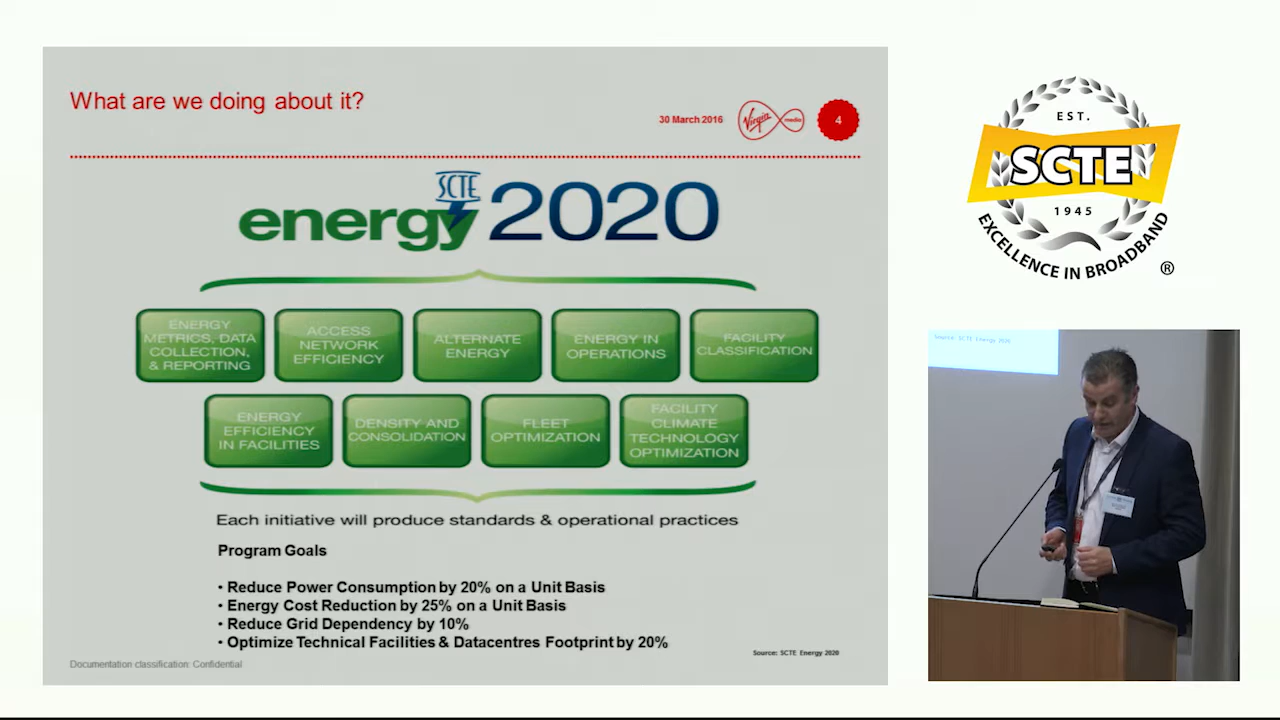 What are we doing about it?
30 March 2016
Virgin media
4
SCTE
energy 2020
ENERGY
METRICS, DATA
COLLECTION,
& REPORTING
ACCESS
NETWORK
EFFICIENCY
ALTERNATE
ENERGY
ENERGY IN
OPERATIONS
FACILITY
CLASSIFICATION
ENERGY
EFFICIENCY
IN FACILITIES
DENSITY AND
CONSOLIDATION
FLEET
OPTIMIZATION
FACILITY
CLIMATE
TECHNOLOGY
OPTIMIZATION
Each initiative will produce standards & operational practices
Program Goals
• Reduce Power Consumption by 20% on a Unit Basis
• Energy Cost Reduction by 25% on a Unit Basis
• Reduce Grid Dependency by 10%
• Optimize Technical Facilities & Datacentres Footprint by 20%
Source: SCTE Energy 2020
Documentation classification: Confidential
EST.
SCTE
1945
EXCELLENCE IN BROADBAND
®
Source: SCTE Energy 2020